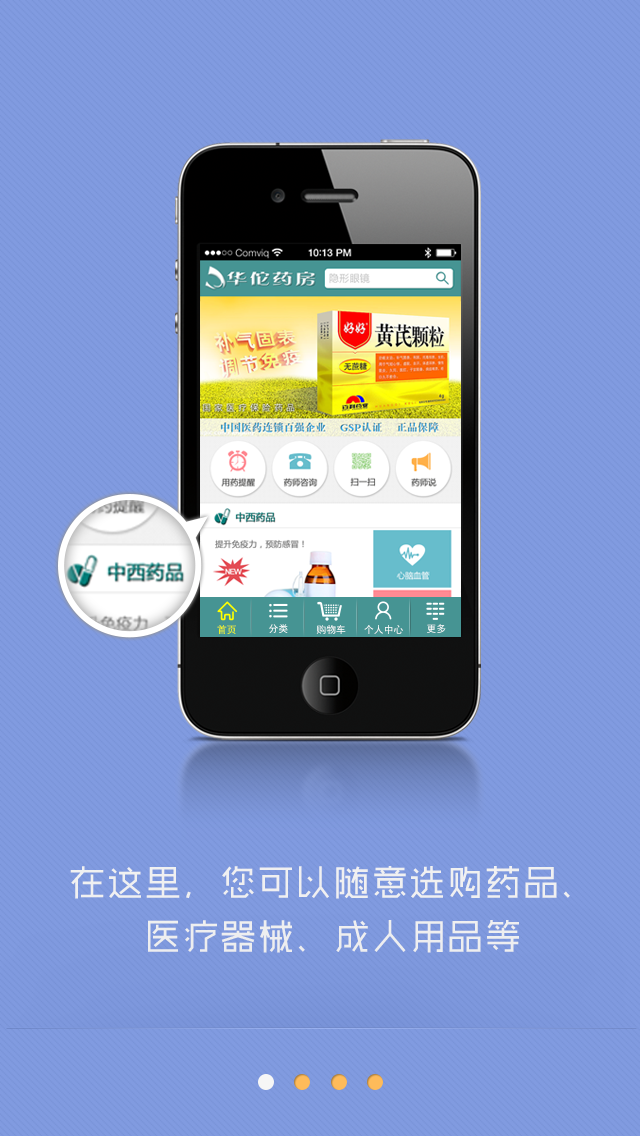 Comviq 10:13 PM
华佗药房 隐形眼镜
补气固表
调节免疫
好好 黄芪颗粒
无蔗糖
中国医药连锁百强企业 GSP认证 正品保障
用药提醒 药师咨询 扫一扫 药师说
中西药品
提升免疫力，预防感冒！
NEW
心脑血管
首页 分类 购物车 个人中心 更多
药提醒
中西药品
免疫力
在这里，您可以随意选购药品、
医疗器械、成人用品等